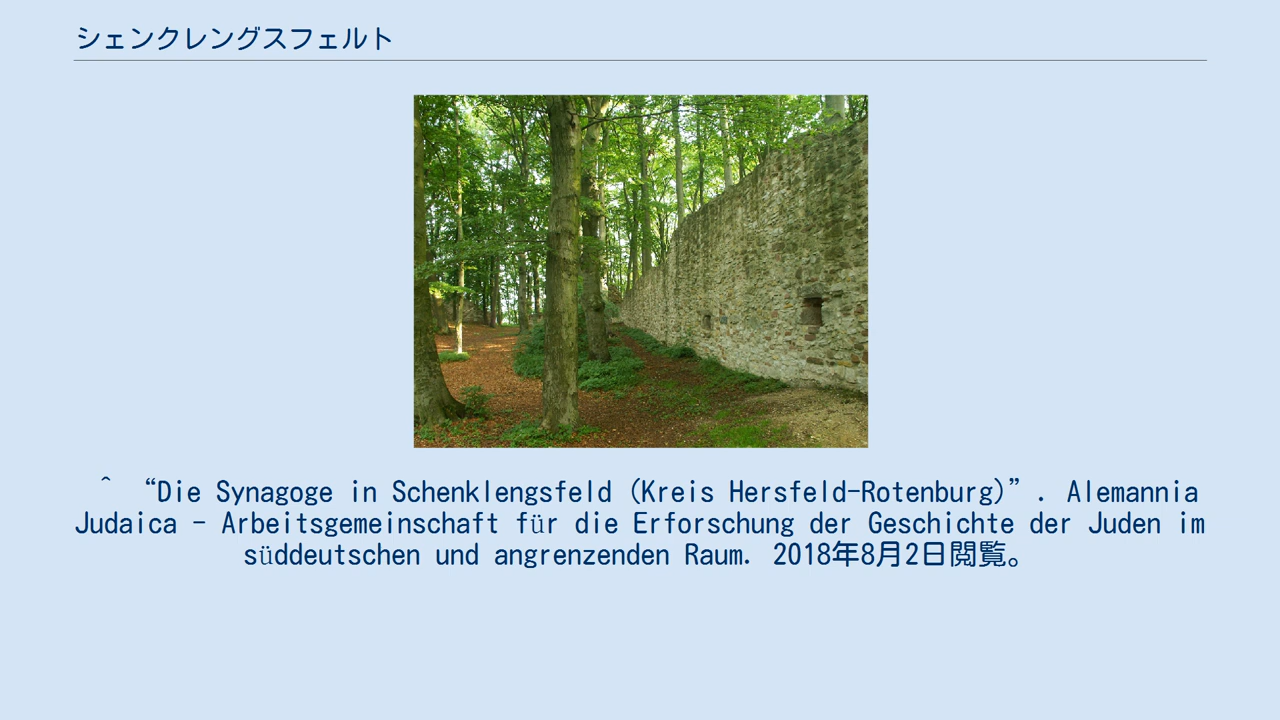 シェンクレングスフェルト
^ “Die Synagoge in Schenklengsfeld (Kreis Hersfeld-Rotenburg)”. Alemannia
Judaica - Arbeitsgemeinschaft für die Erforschung der Geschichte der Juden im
süddeutschen und angrenzenden Raum. 2018年8月2日閲覧。